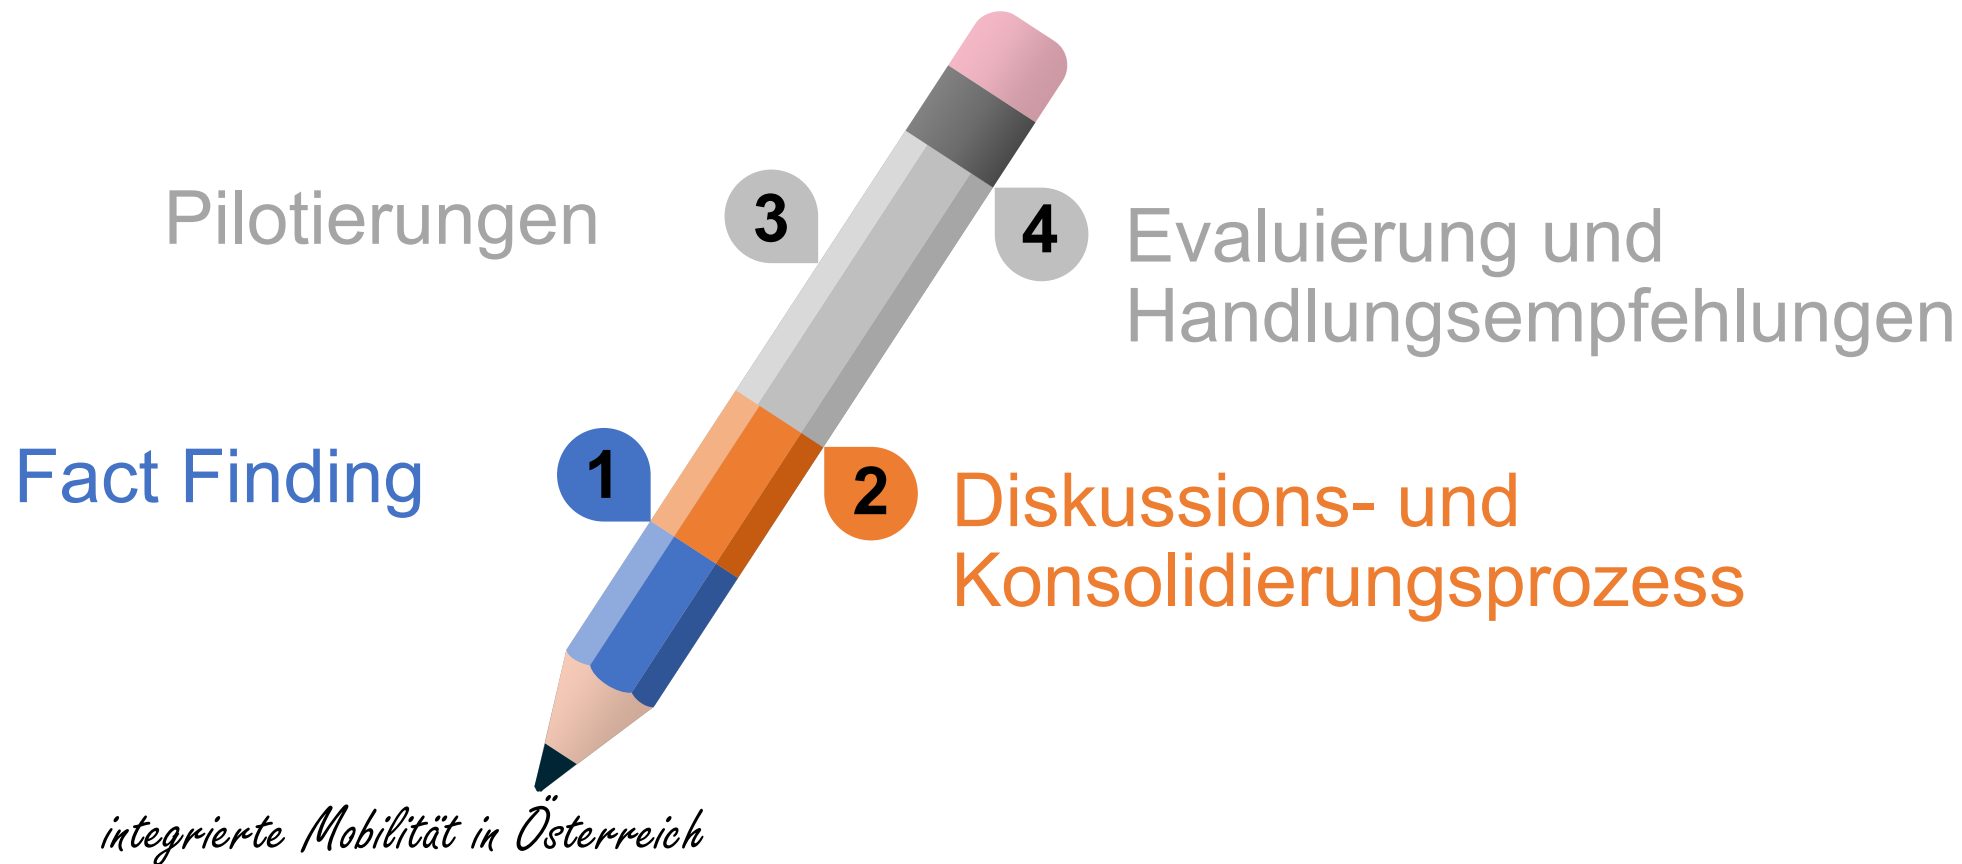 Pilotierungen
3
4
Evaluierung und
Handlungsempfehlungen
Fact Finding
1
2
Diskussions- und
Konsolidierungsprozess
integrierte Mobilität in Österreich